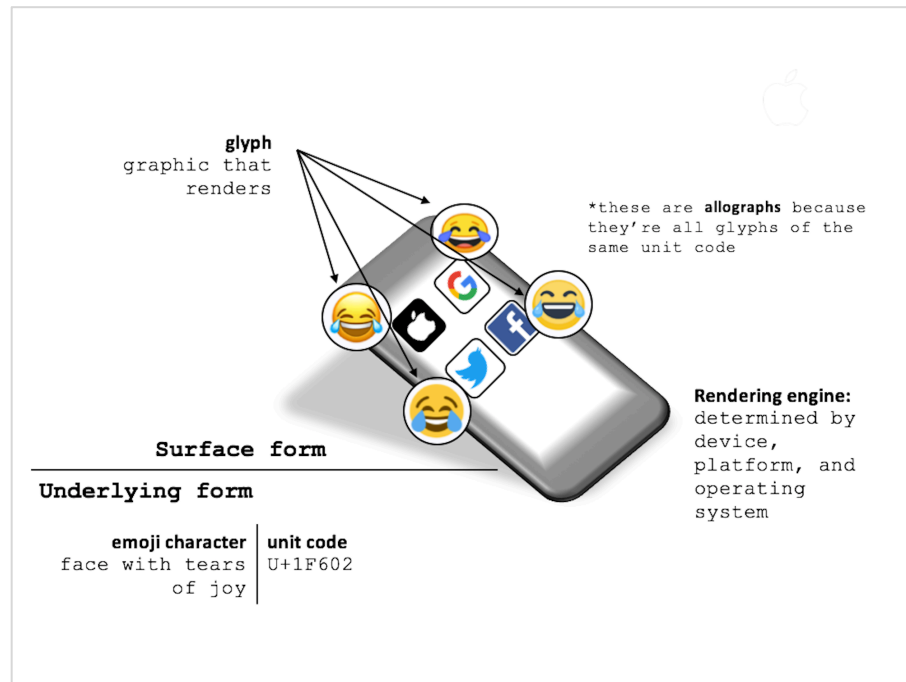 glyph
graphic that
renders
*these are allographs because
they're all glyphs of the
same unit code
Rendering engine:
determined by
device,
platform, and
operating
system
Surface form
Underlying form
emoji character
face with tears
of joy
unit code
U+1F602